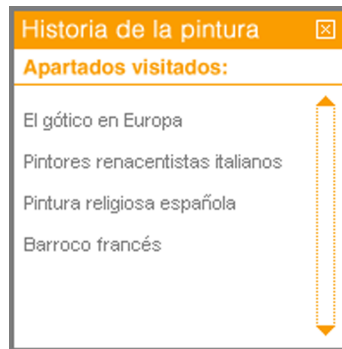 Historia de la pintura
Apartados visitados:
El gótico en Europa
Pintores renacentistas italianos
Pintura religiosa española
Barroco francés